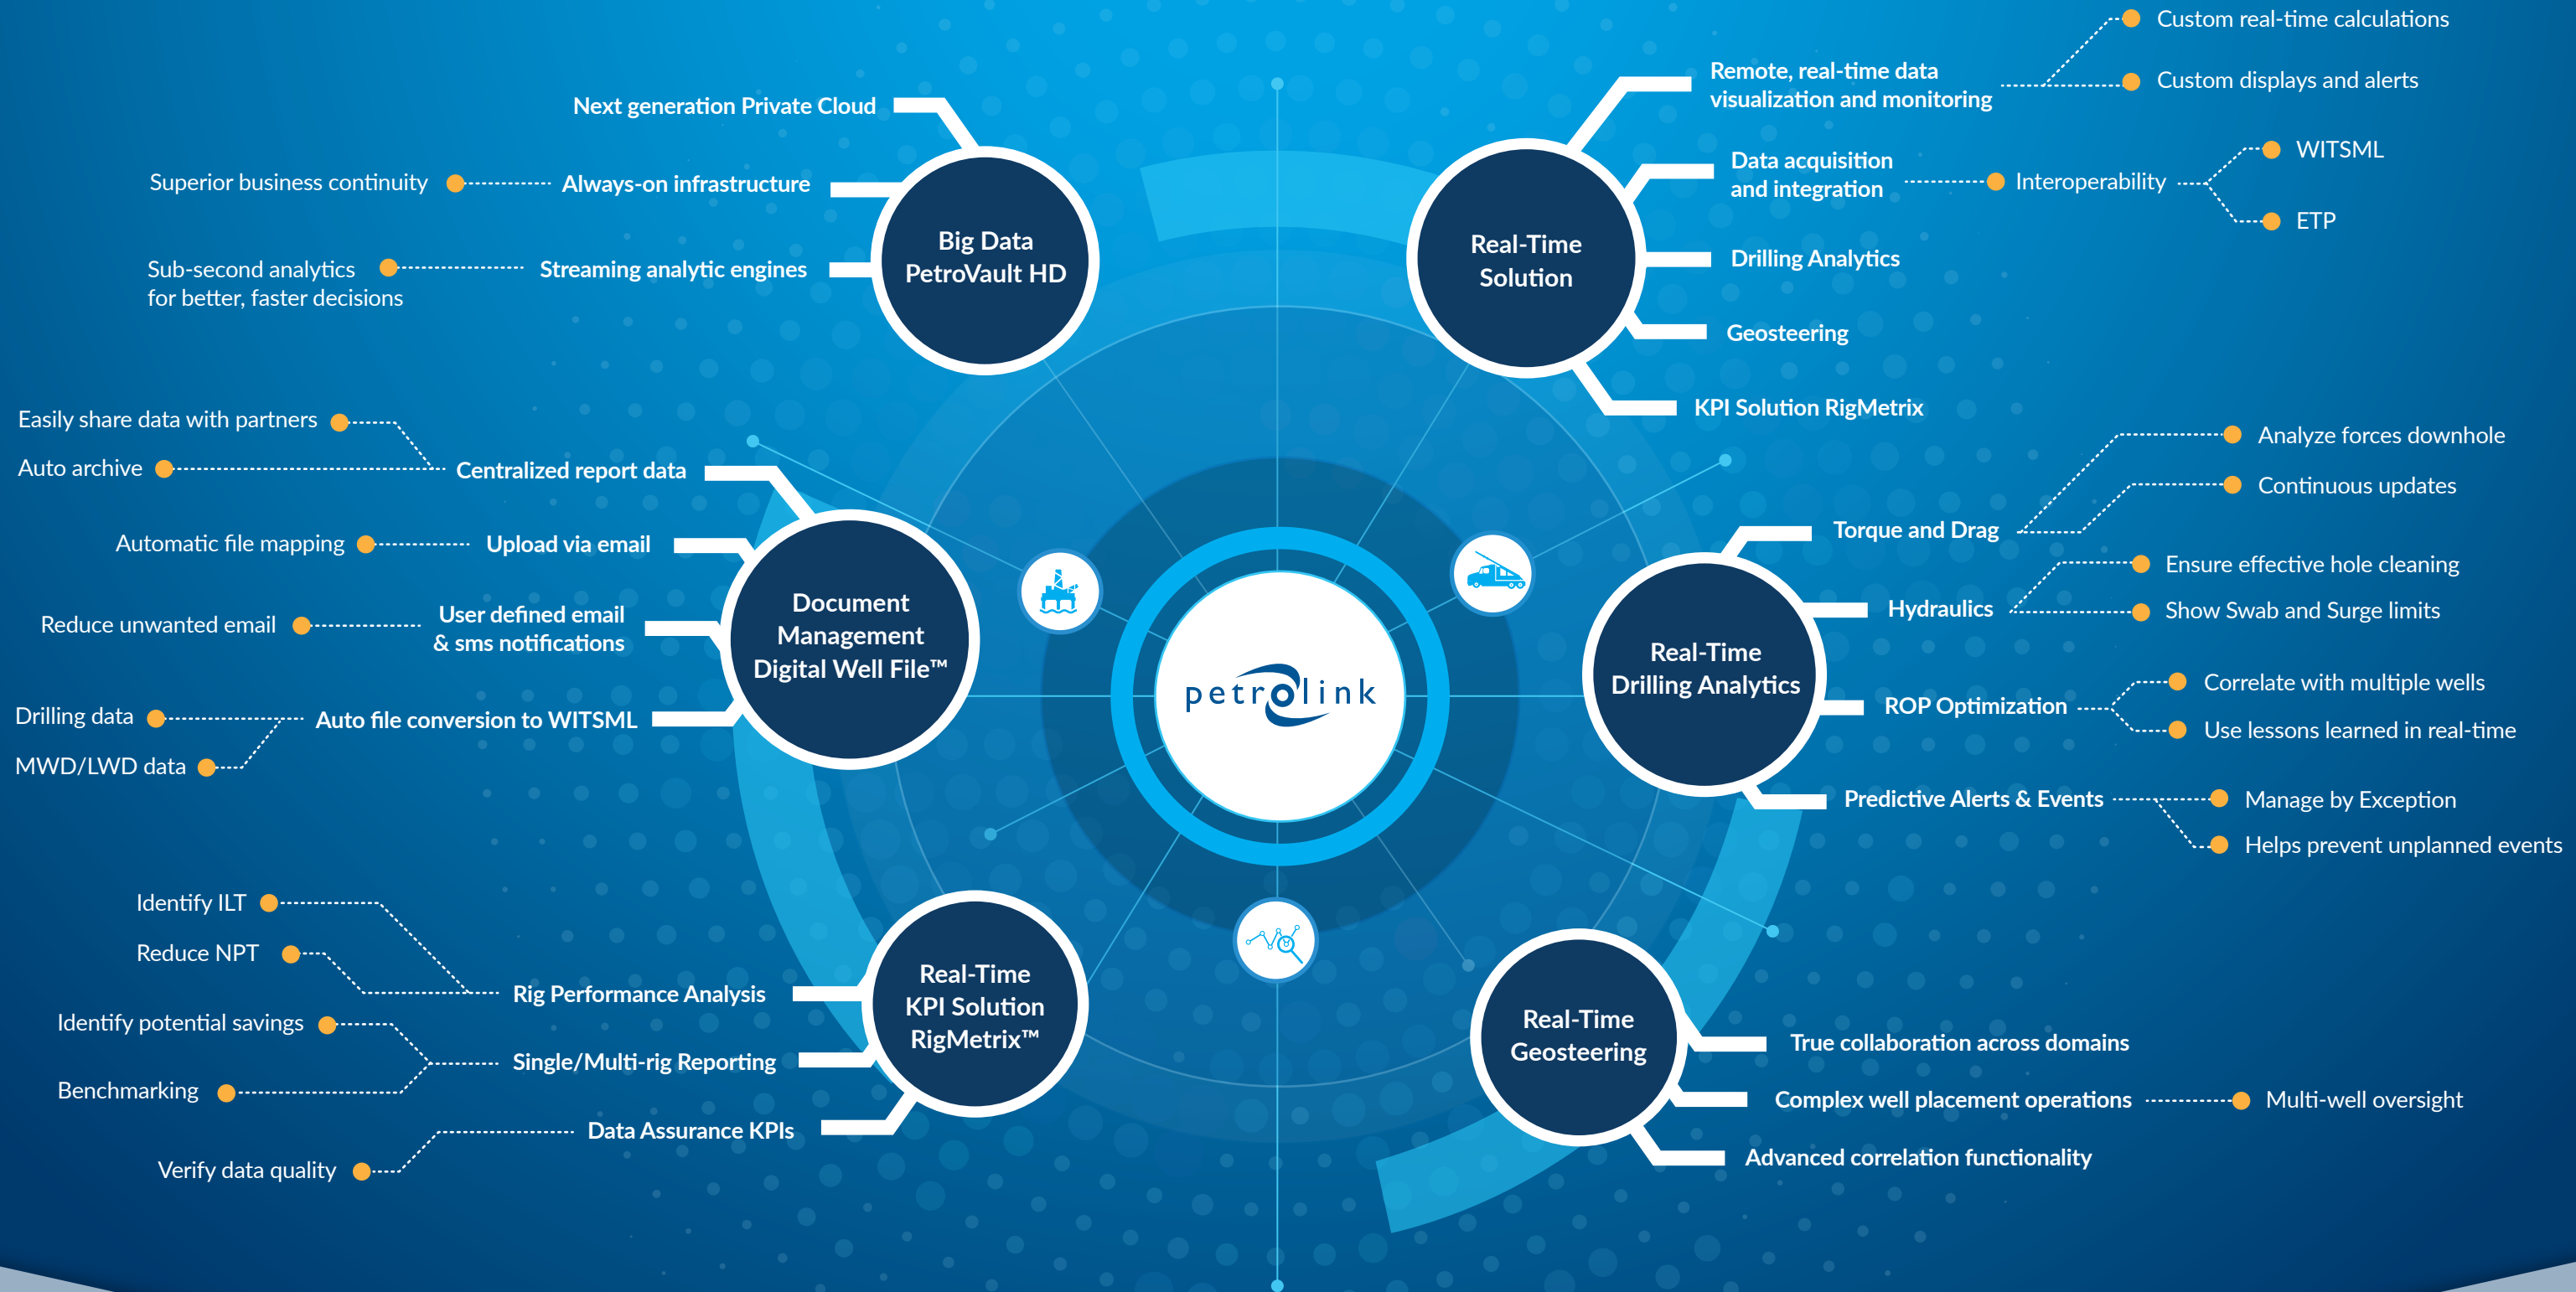 Next generation Private Cloud
Superior business continuity
Always-on infrastructure
Sub-second analytics
for better, faster decisions
Streaming analytic engines
Big Data
PetroVault HD
Custom real-time calculations
Custom displays and alerts
Remote, real-time data
visualization and monitoring
Data acquisition
and integration
Interoperability
WITSML
ETP
Drilling Analytics
Geosteering
KPI Solution RigMetrix
Real-Time
Solution
Easily share data with partners
Auto archive
Centralized report data
Automatic file mapping
Upload via email
Reduce unwanted email
User defined email
& sms notifications
Drilling data
MWD/LWD data
Auto file conversion to WITSML
Document
Management
Digital Well File™
petrolink
Real-Time
Drilling Analytics
Torque and Drag
Analyze forces downhole
Continuous updates
Hydraulics
Ensure effective hole cleaning
Show Swab and Surge limits
ROP Optimization
Correlate with multiple wells
Use lessons learned in real-time
Predictive Alerts & Events
Manage by Exception
Helps prevent unplanned events
Identify ILT
Reduce NPT
Rig Performance Analysis
Identify potential savings
Benchmarking
Single/Multi-rig Reporting
Verify data quality
Data Assurance KPIs
Real-Time
KPI Solution
RigMetrix™
Real-Time
Geosteering
True collaboration across domains
Complex well placement operations
Multi-well oversight
Advanced correlation functionality